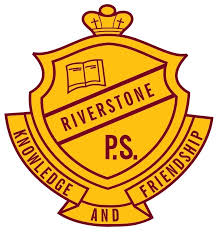 RIVERSTONE
P.S.
KNOWLEDGE
AND
FRIENDSHIP